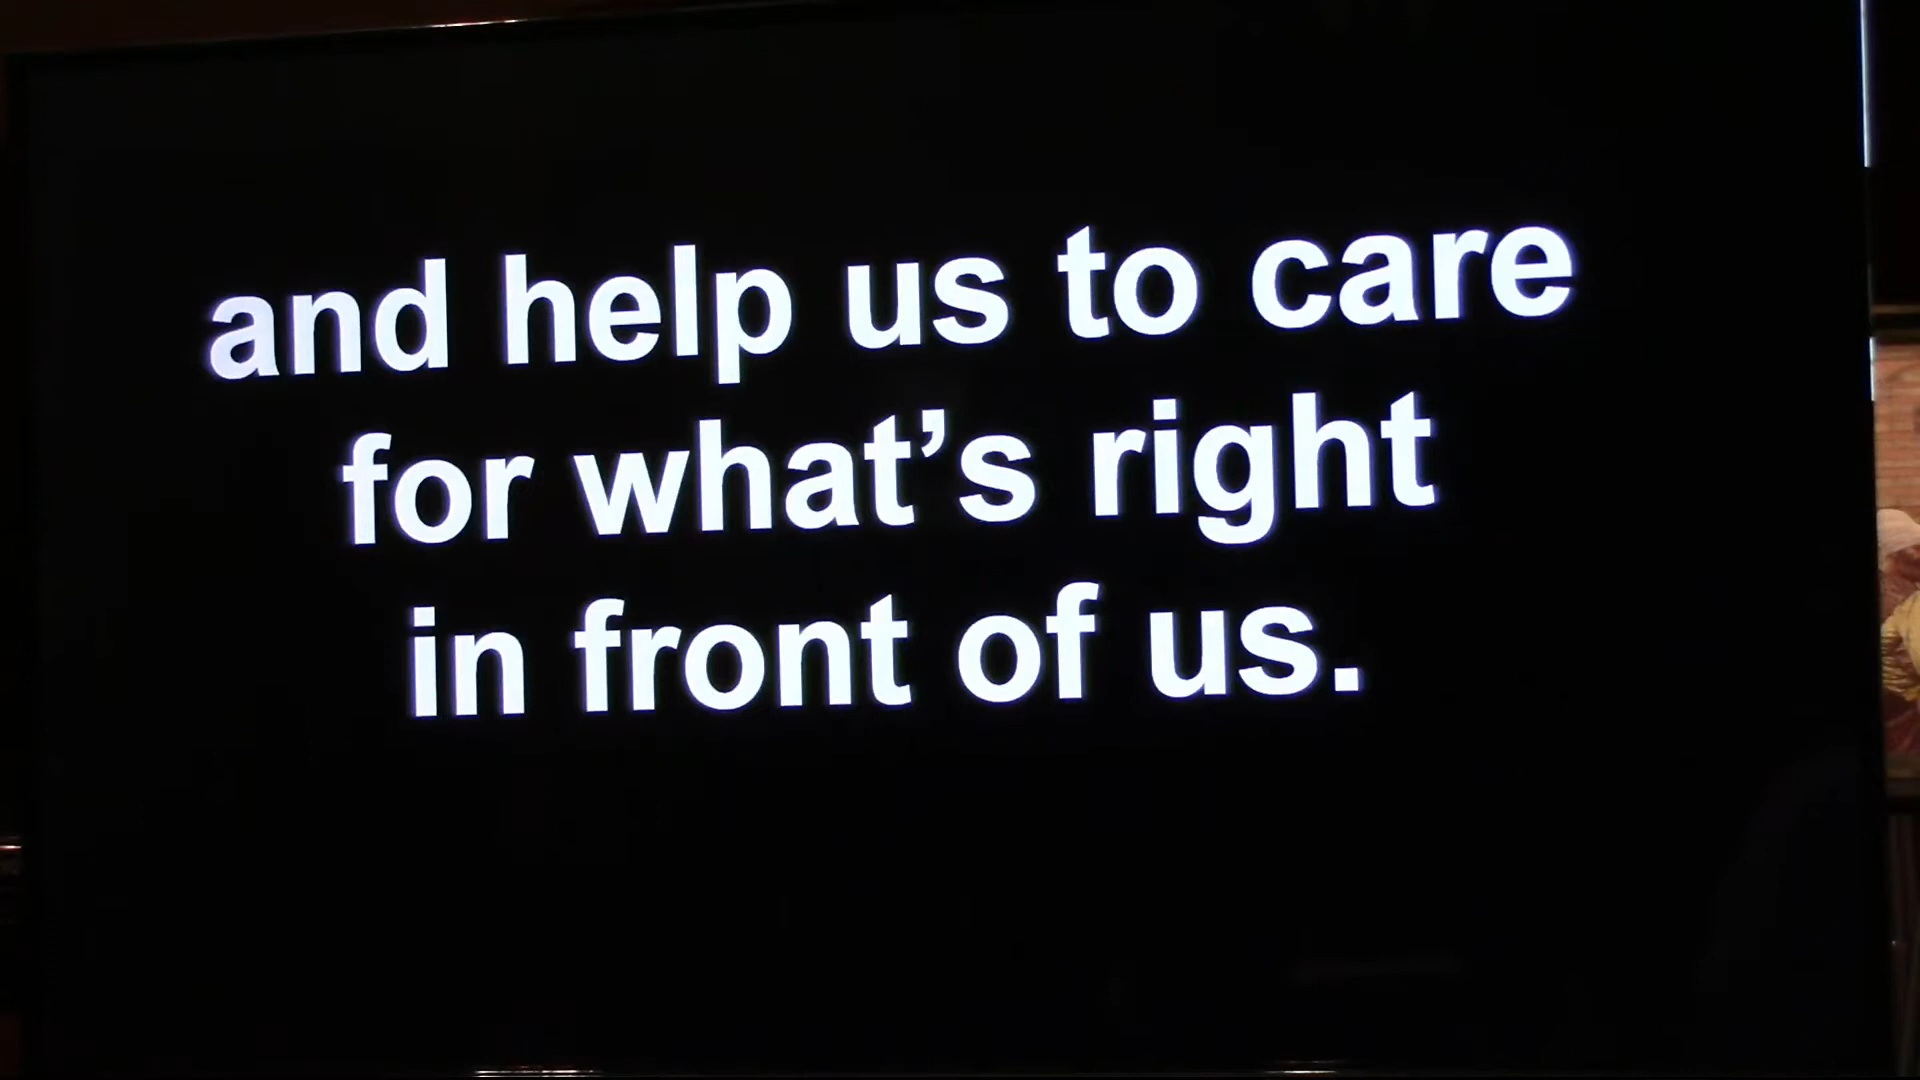 and help us to care
for what’s right
in front of us.